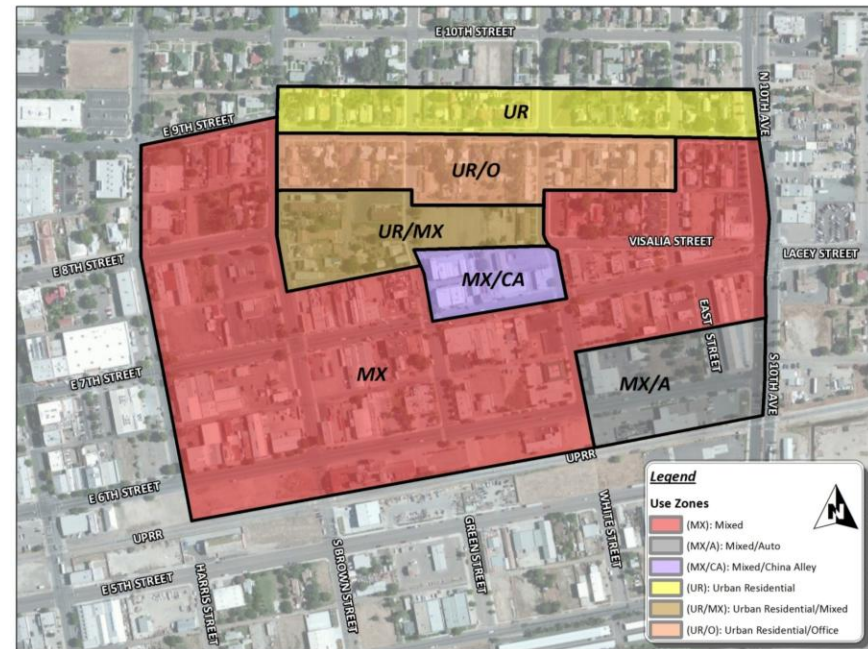 E 10TH STREET
N 10TH AVE
UR
E 9TH STREET
UR/O
UR/MX
VISALIA STREET
LACEY STREET
E 8TH STREET
MX/CA
EAST STREET
MX
MX/A
E 7TH STREET
S 10TH AVE
UPRR
E 6TH STREET
UPRR
WHITE STREET
GREEN STREET
S BROWN STREET
E 5TH STREET
HARRIS STREET
Legend
Use Zones
N
(MX): Mixed
(MX/A): Mixed/Auto
(MX/CA): Mixed/China Alley
(UR): Urban Residential
(UR/MX): Urban Residential/Mixed
(UR/O): Urban Residential/Office